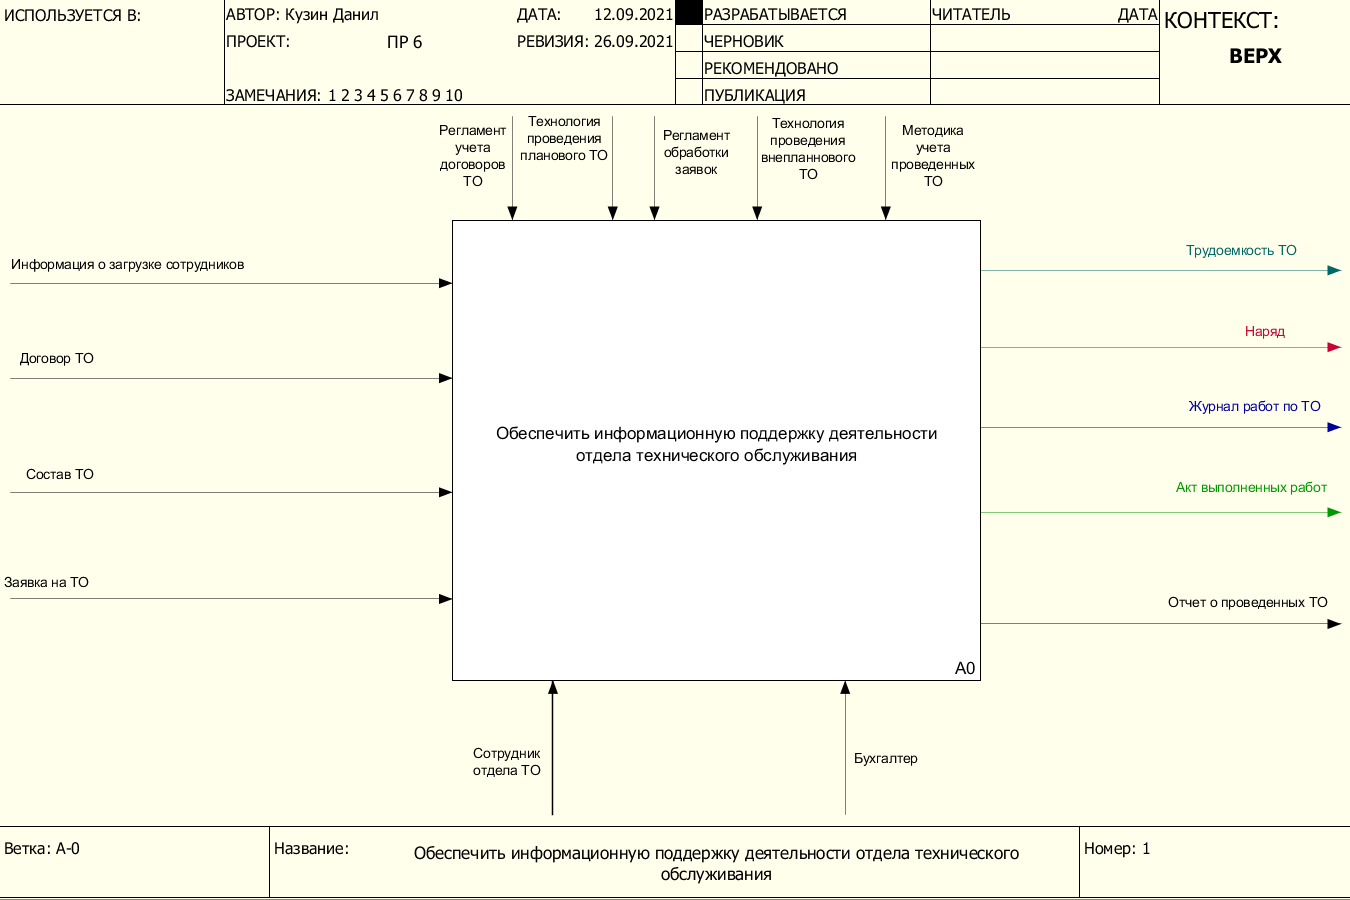 ИСПОЛЬЗУЕТСЯ В:
АВТОР: Кузин Данил
ДАТА: 12.09.2021
ПРОЕКТ: ПР 6
РЕВИЗИЯ: 26.09.2021
ЗАМЕЧАНИЯ: 1 2 3 4 5 6 7 8 9 10
РАЗРАБАТЫВАЕТСЯ
ЧЕРНОВИК
РЕКОМЕНДОВАНО
ПУБЛИКАЦИЯ
ЧИТАТЕЛЬ ДАТА
КОНТЕКСТ:
ВЕРХ
Регламент
учета
договоров
ТО
Технология
проведения
планового ТО
Регламент
обработки
заявок
Технология
проведения
внепланнового
ТО
Методика
учета
проведенных
ТО
Информация о загрузке сотрудников
Договор ТО
Состав ТО
Заявка на ТО
Обеспечить информационную поддержку деятельности
отдела технического обслуживания
A0
Трудоемкость ТО
Наряд
Журнал работ по ТО
Акт выполненных работ
Отчет о проведенных ТО
Сотрудник
отдела ТО
Бухгалтер
Ветка: A-0
Название:
Обеспечить информационную поддержку деятельности отдела технического
обслуживания
Номер: 1